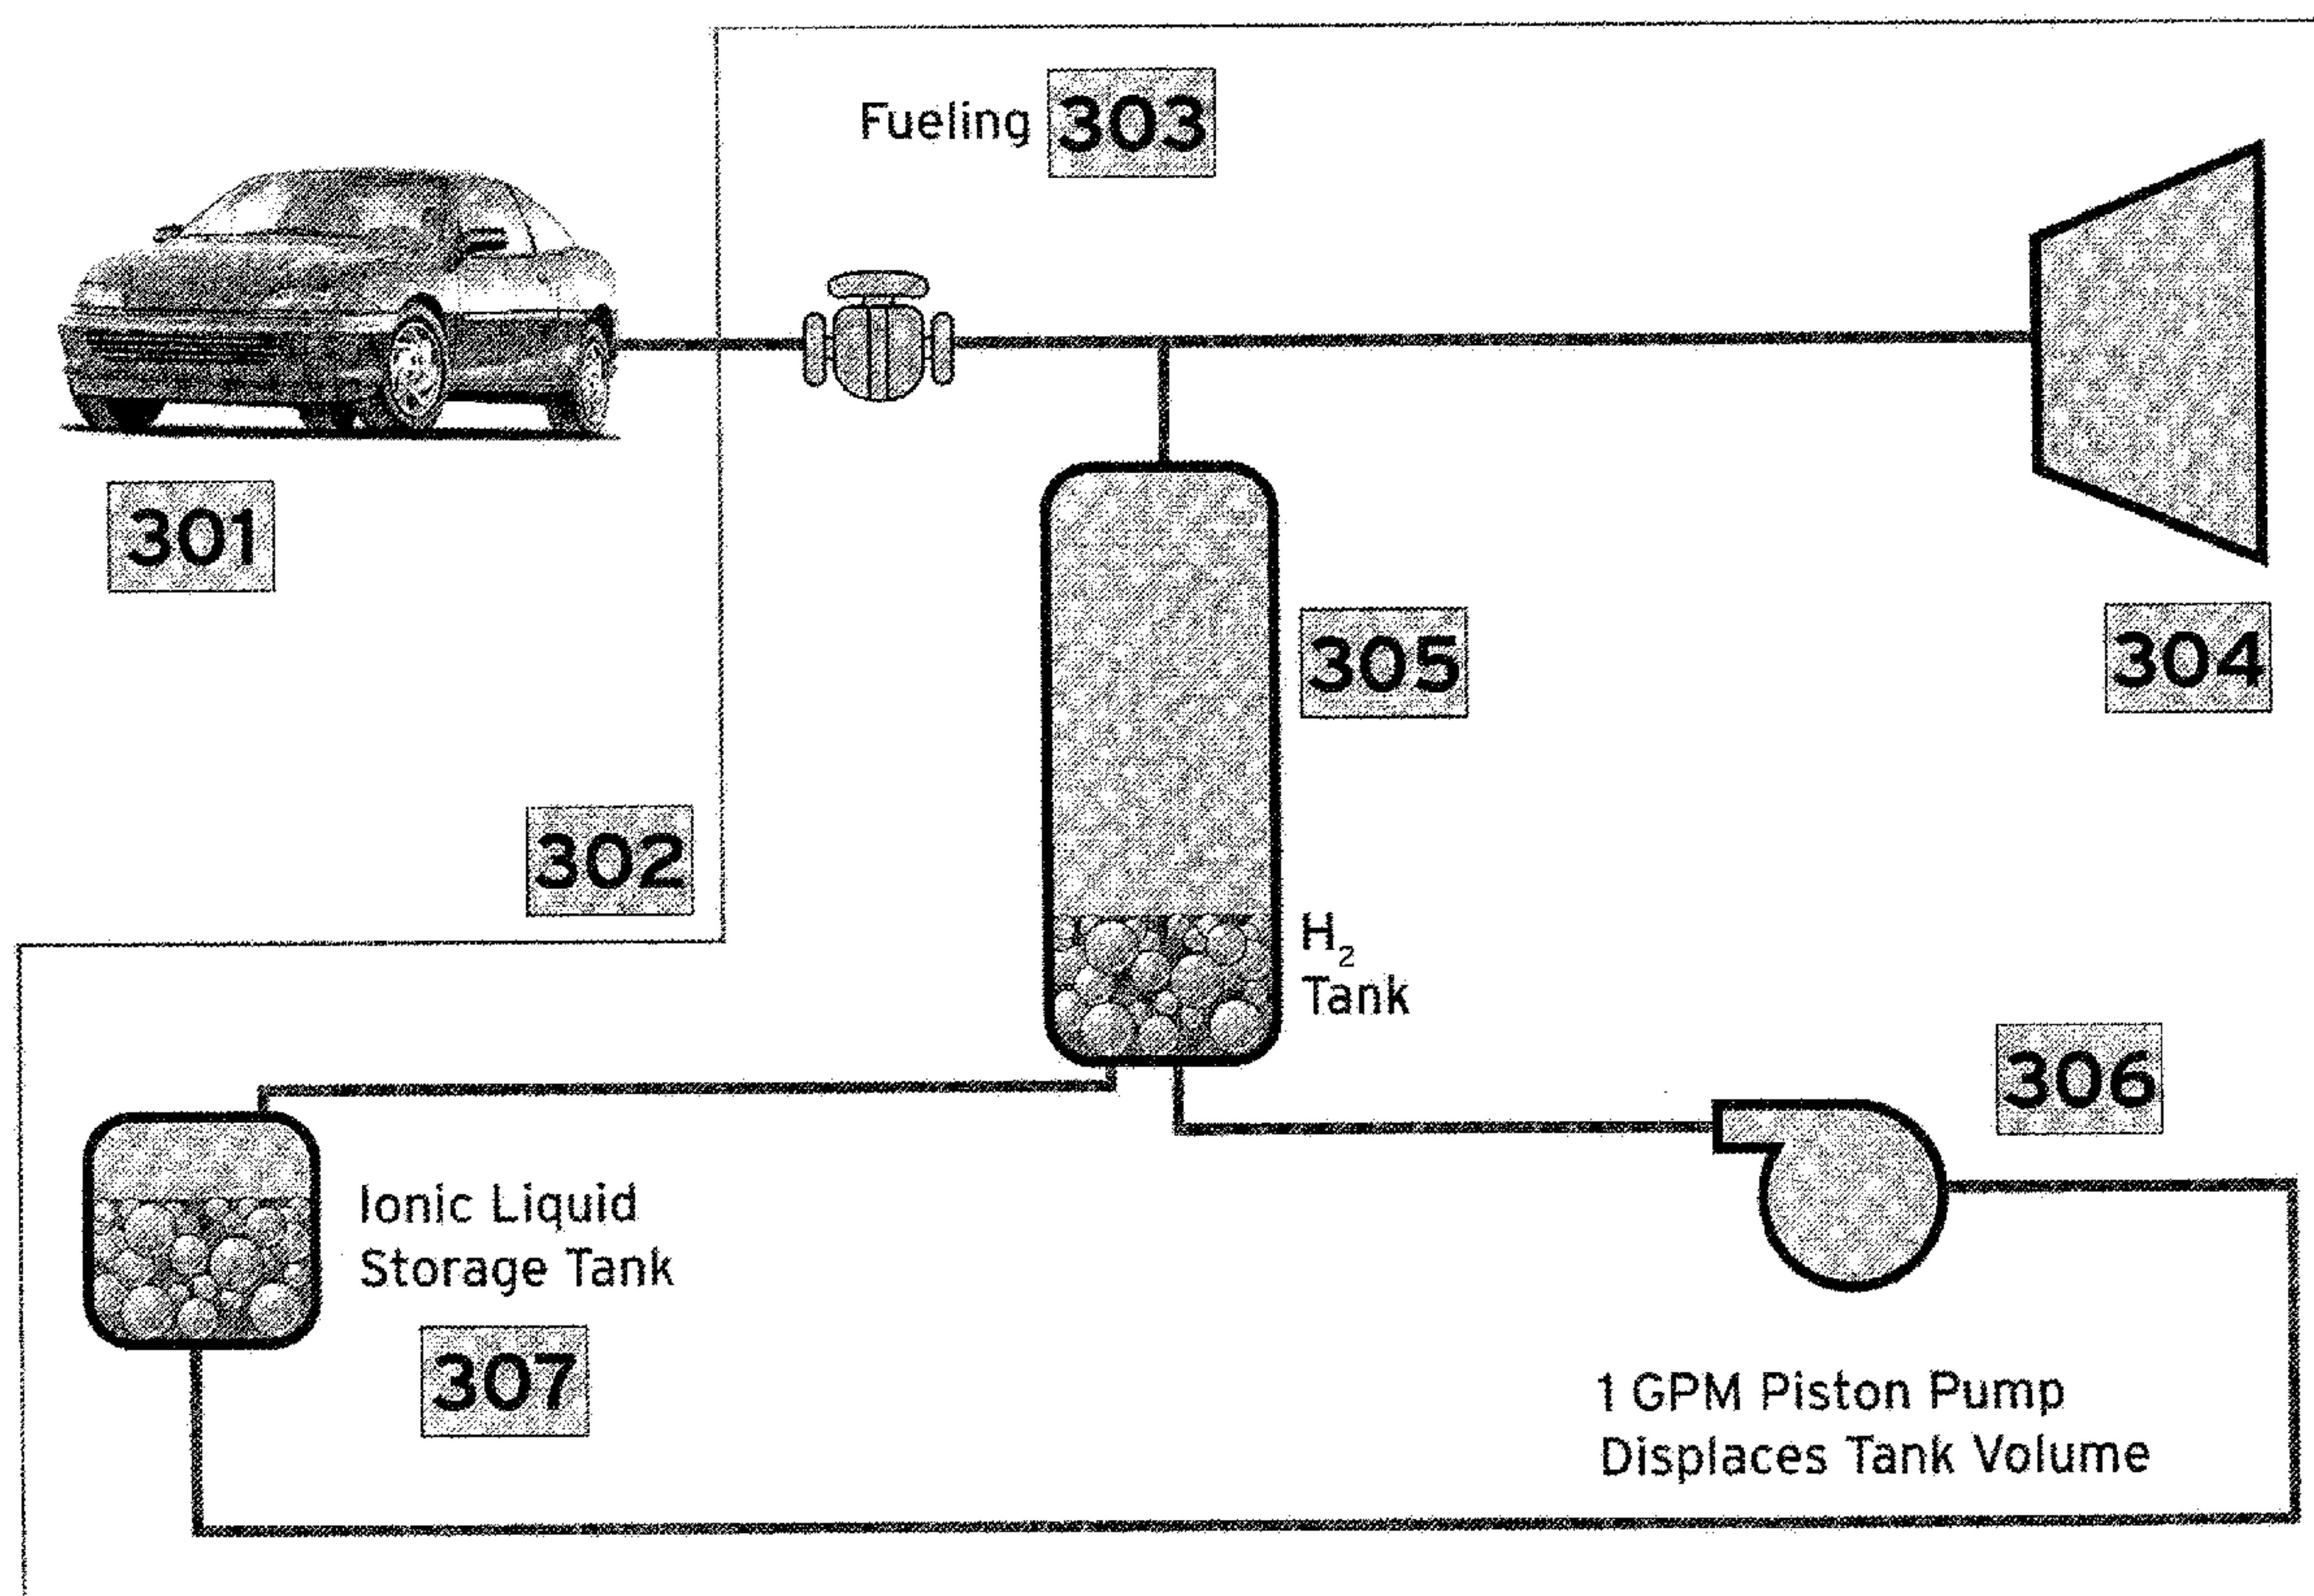 Fueling 303
301
305
304
302
H₂
Tank
306
Ionic Liquid
Storage Tank
307
1 GPM Piston Pump
Displaces Tank Volume